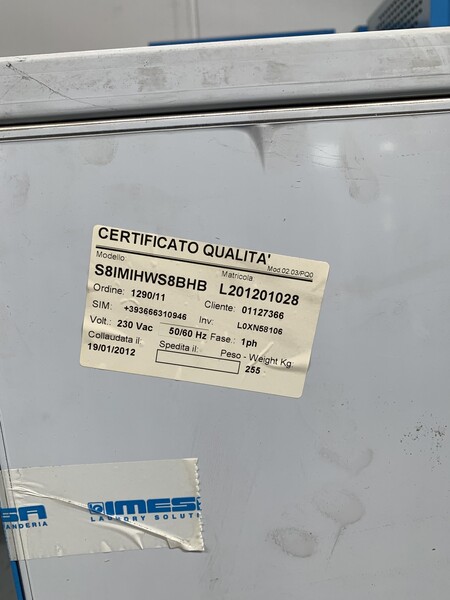 CERTIFICATO QUALITA'
Mod.02.03/PQ0
Modello Matricola
S8IMIHWS8BHB L201201028
Ordine: 1290/11 Cliente: 01127366
SIM: +393666310946 Inv: L0XN58106
Volt.: 230 Vac 50/60 Hz Fase.: 1ph
Collaudata il: Spedita il: Peso - Weight Kg
19/01/2012 255
SA IMES
ANDERIA LAUNDRY SOLUTI